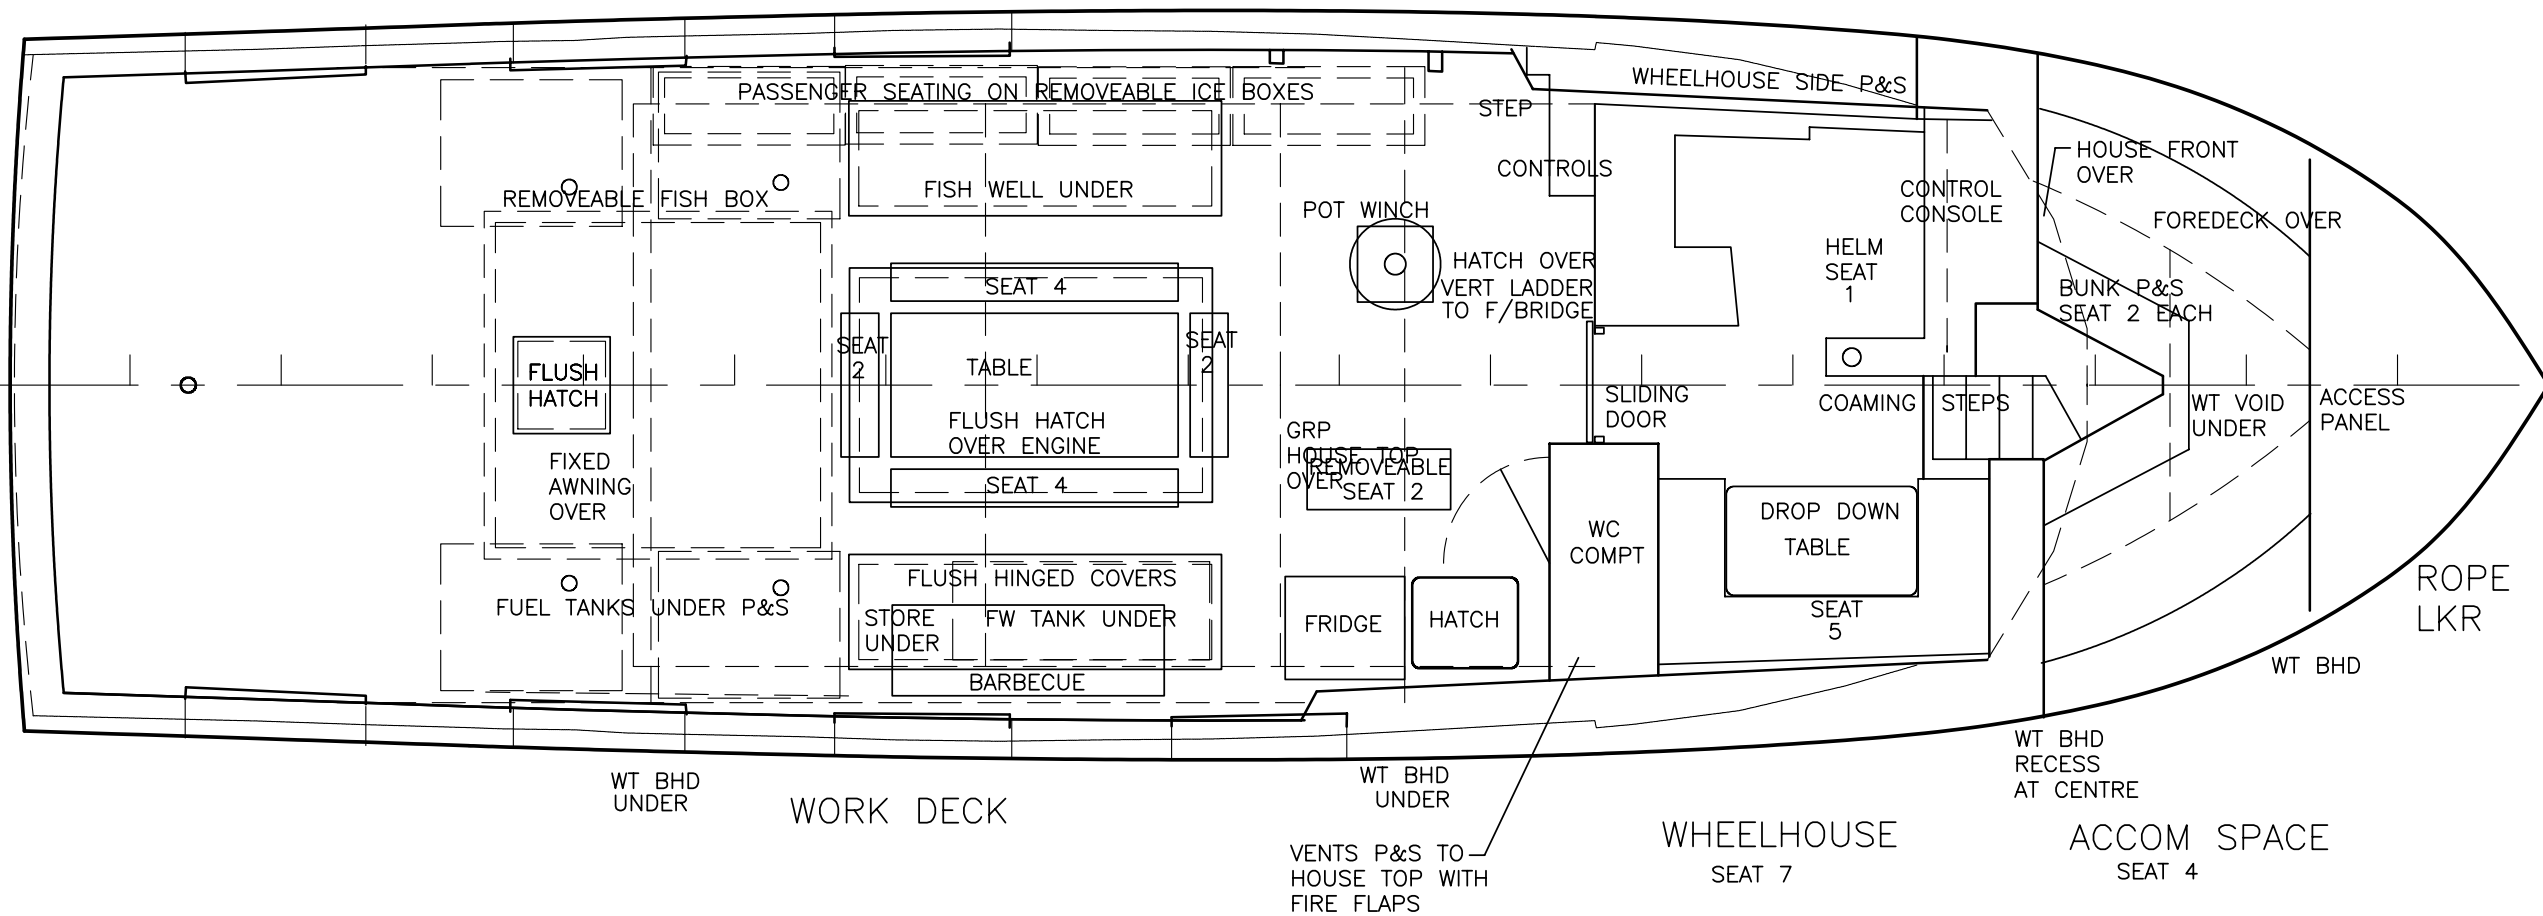 PASSENGER SEATING ON REMOVEABLE ICE BOXES
WHEELHOUSE SIDE P&S
STEP
CONTROLS
HOUSE FRONT
OVER
REMOVEABLE FISH BOX
FISH WELL UNDER
POT WINCH
CONTROL
CONSOLE
FOREDECK OVER
HELM
SEAT
1
HATCH OVER
VERT LADDER
TO F/BRIDGE
BUNK P&S
SEAT 2 EACH
SEAT 4
SEAT
2
TABLE
SEAT
2
FLUSH
HATCH
FLUSH HATCH
OVER ENGINE
SLIDING
DOOR
COAMING
STEPS
WT VOID
UNDER
ACCESS
PANEL
FIXED
AWNING
OVER
SEAT 4
GRP
HOUSE TOP
OVER
REMOVEABLE
SEAT 2
WC
COMPT
DROP DOWN
TABLE
SEAT
5
FLUSH HINGED COVERS
FUEL TANKS UNDER P&S
STORE
UNDER
FW TANK UNDER
FRIDGE
HATCH
ROPE
LKR
BARBECUE
WT BHD
WT BHD
UNDER
WORK DECK
WT BHD
UNDER
WT BHD
RECESS
AT CENTRE
VENTS P&S TO
HOUSE TOP WITH
FIRE FLAPS
WHEELHOUSE
SEAT 7
ACCOM SPACE
SEAT 4